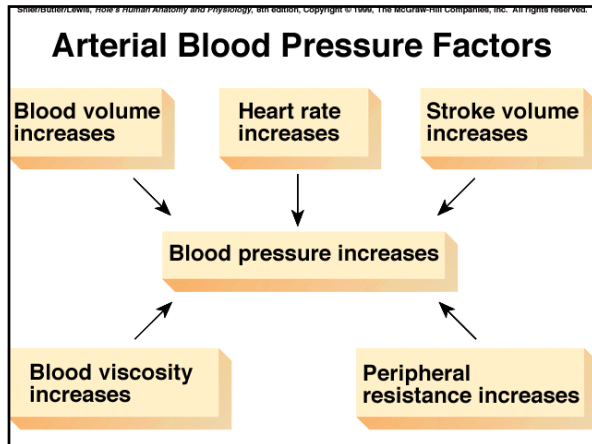 Shier/Butler/Lewis, Hole's Human Anatomy and Physiology, 8th edition, Copyright © 1999, The McGraw-Hill Companies, Inc. All rights reserved.
Arterial Blood Pressure Factors
Blood volume
increases
Heart rate
increases
Stroke volume
increases
Blood pressure increases
Blood viscosity
increases
Peripheral
resistance increases